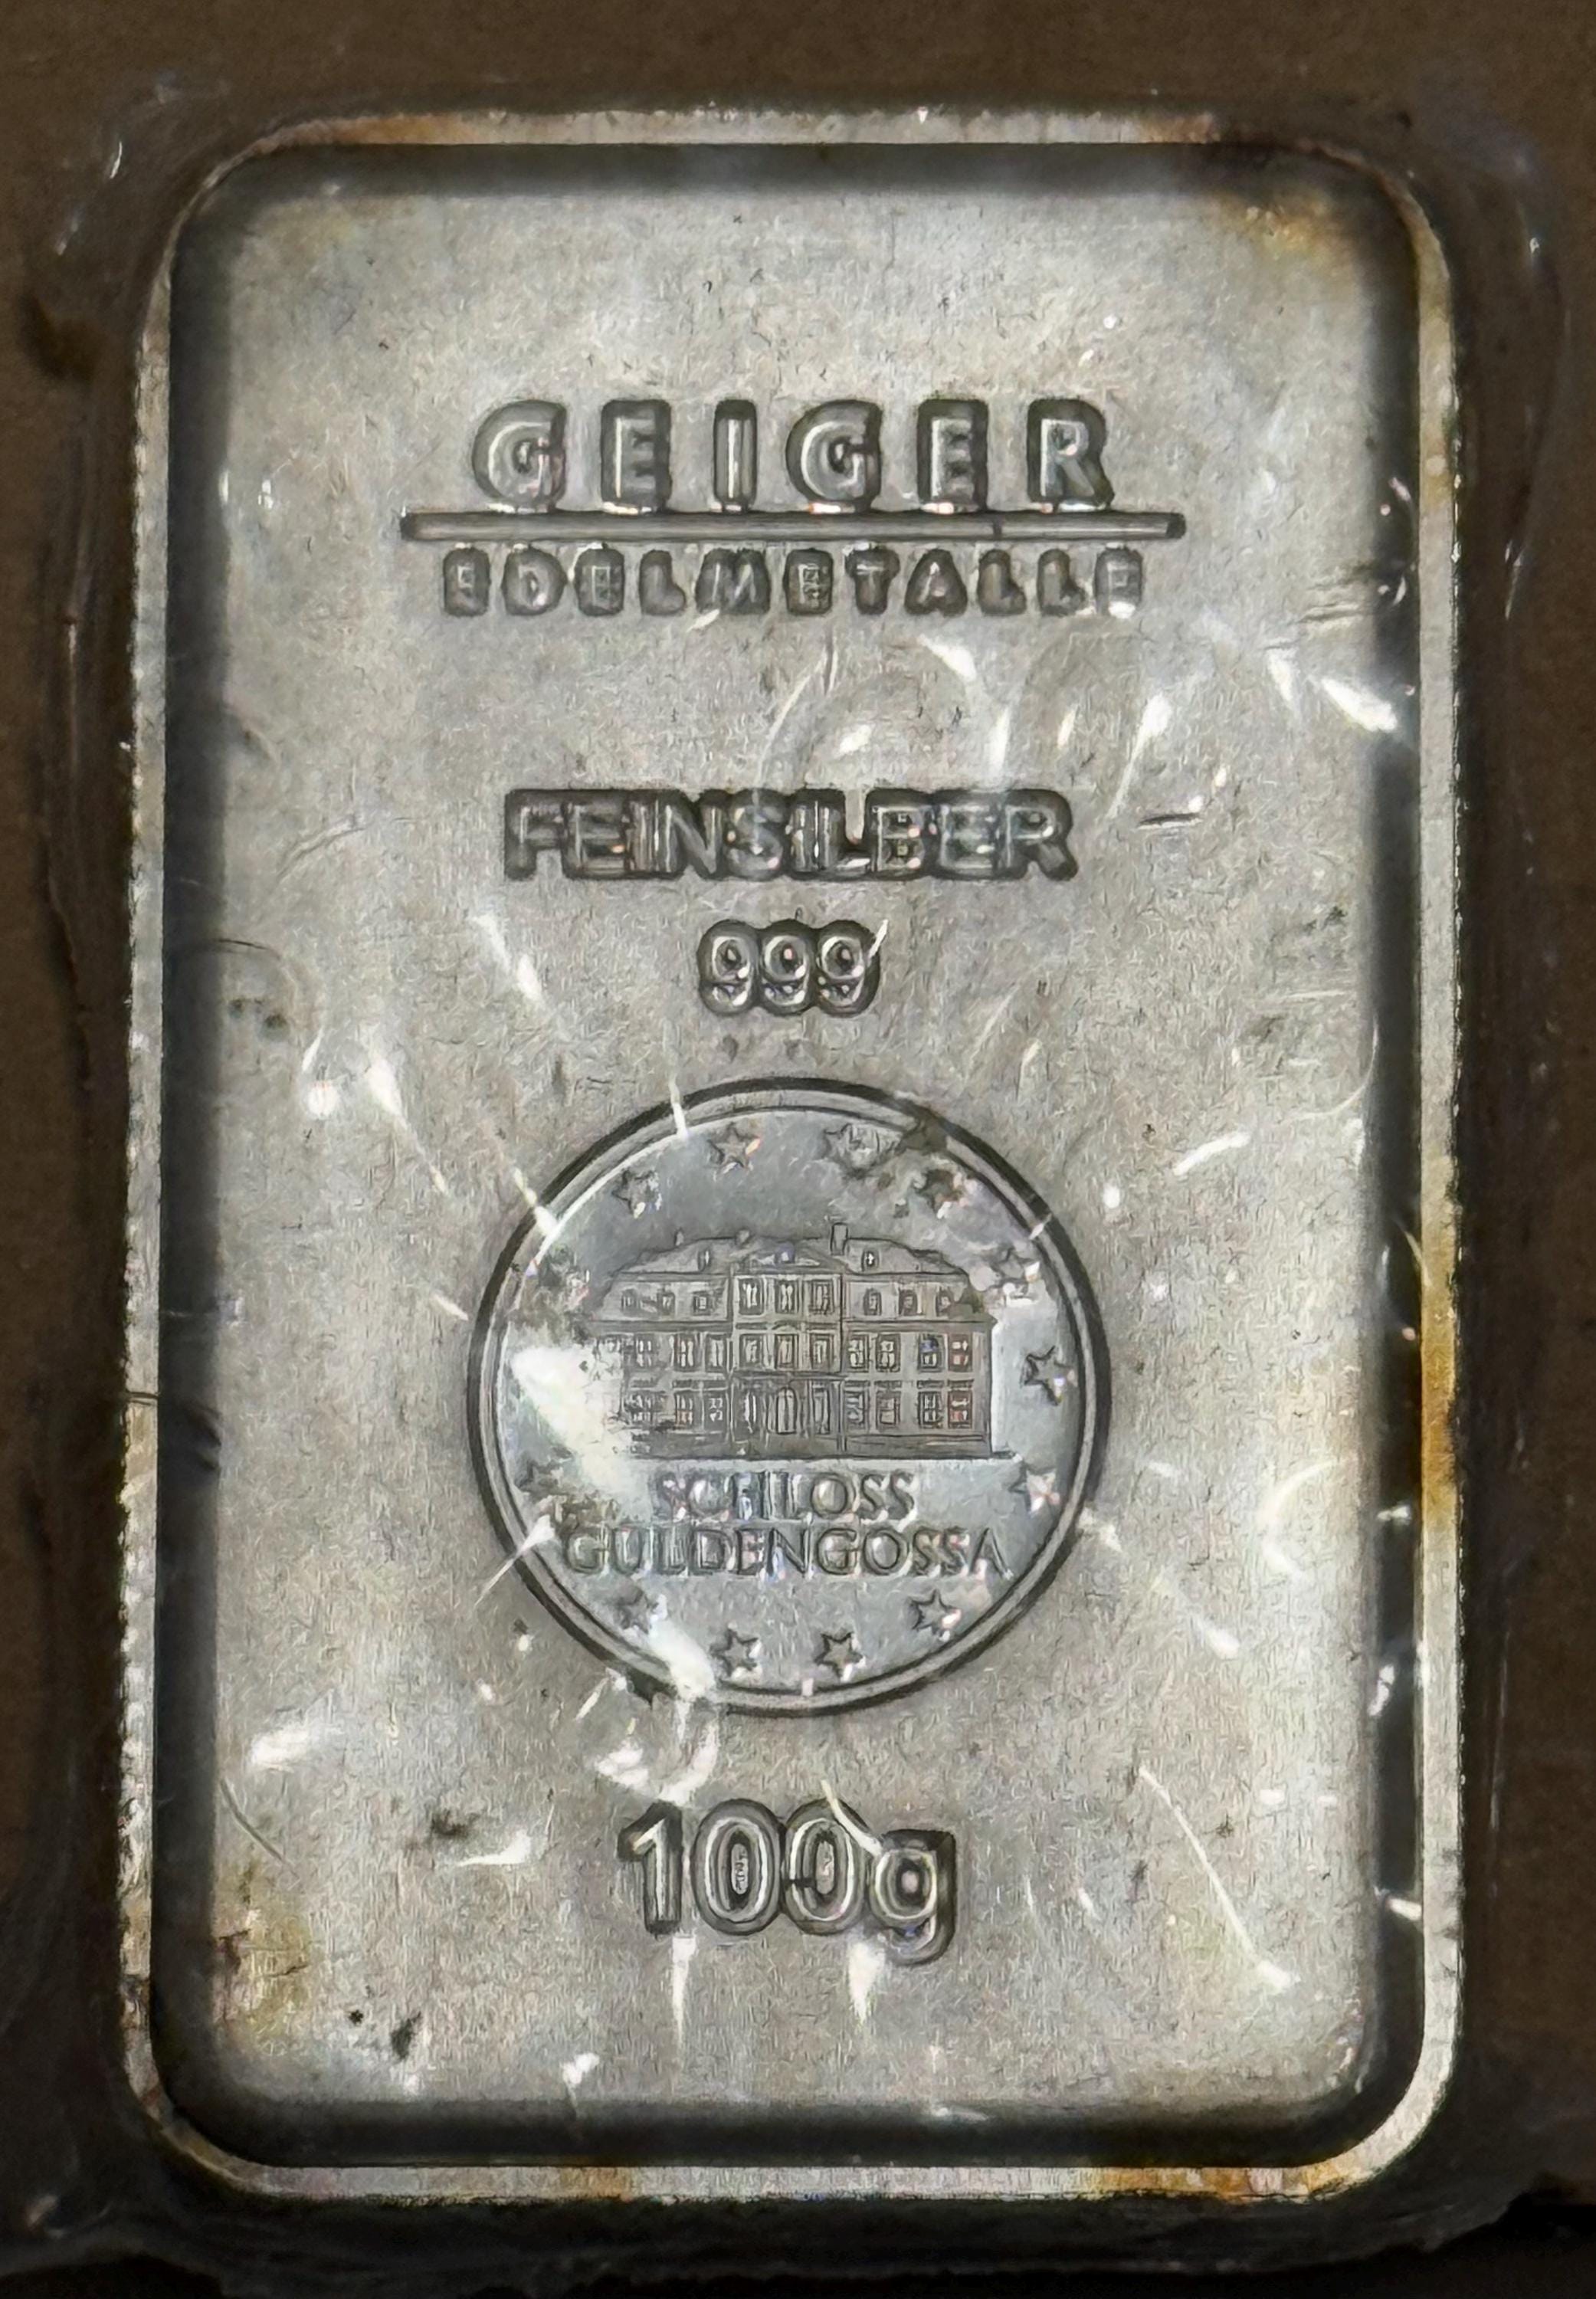 GEIGER
EDELMETALLE
FEINSILBER
999
SCHLOSS
GULDENGOSSA
100g